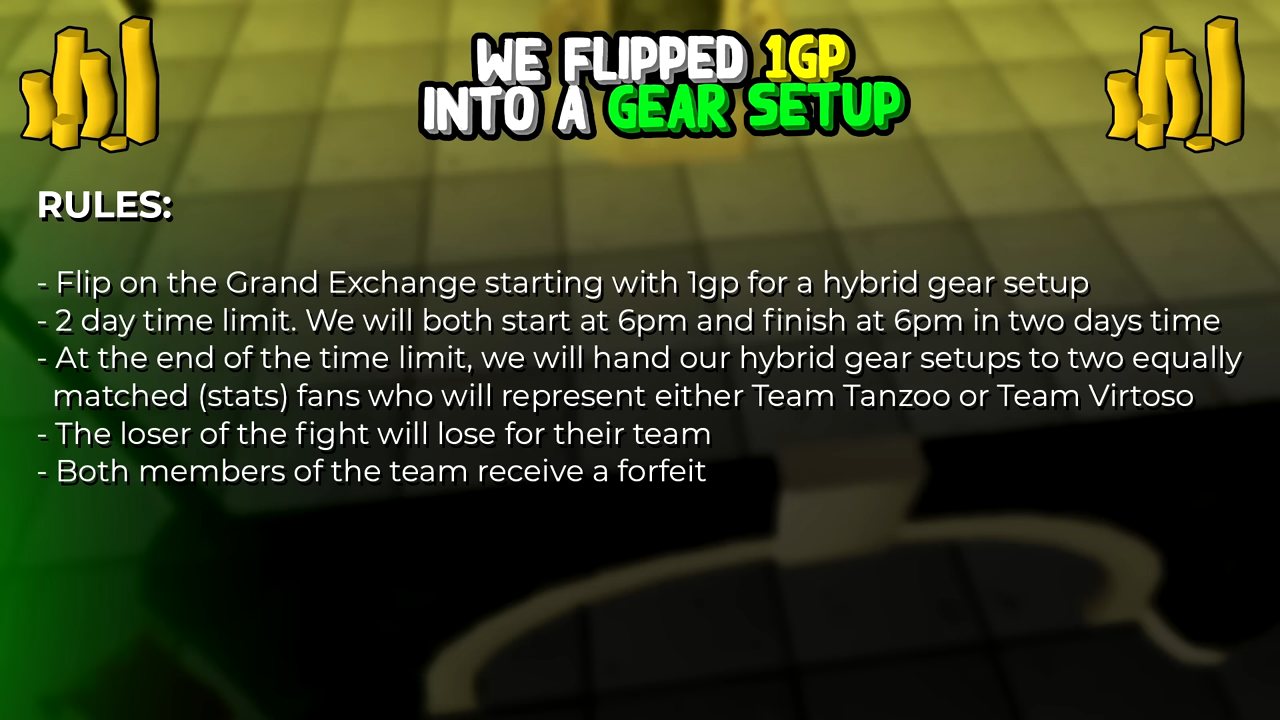 WE FLIPPED 1GP
INTO A GEAR SETUP
RULES:
- Flip on the Grand Exchange starting with 1gp for a hybrid gear setup
- 2 day time limit. We will both start at 6pm and finish at 6pm in two days time
- At the end of the time limit, we will hand our hybrid gear setups to two equally
matched (stats) fans who will represent either Team Tanzoo or Team Virtoso
- The loser of the fight will lose for their team
- Both members of the team receive a forfeit